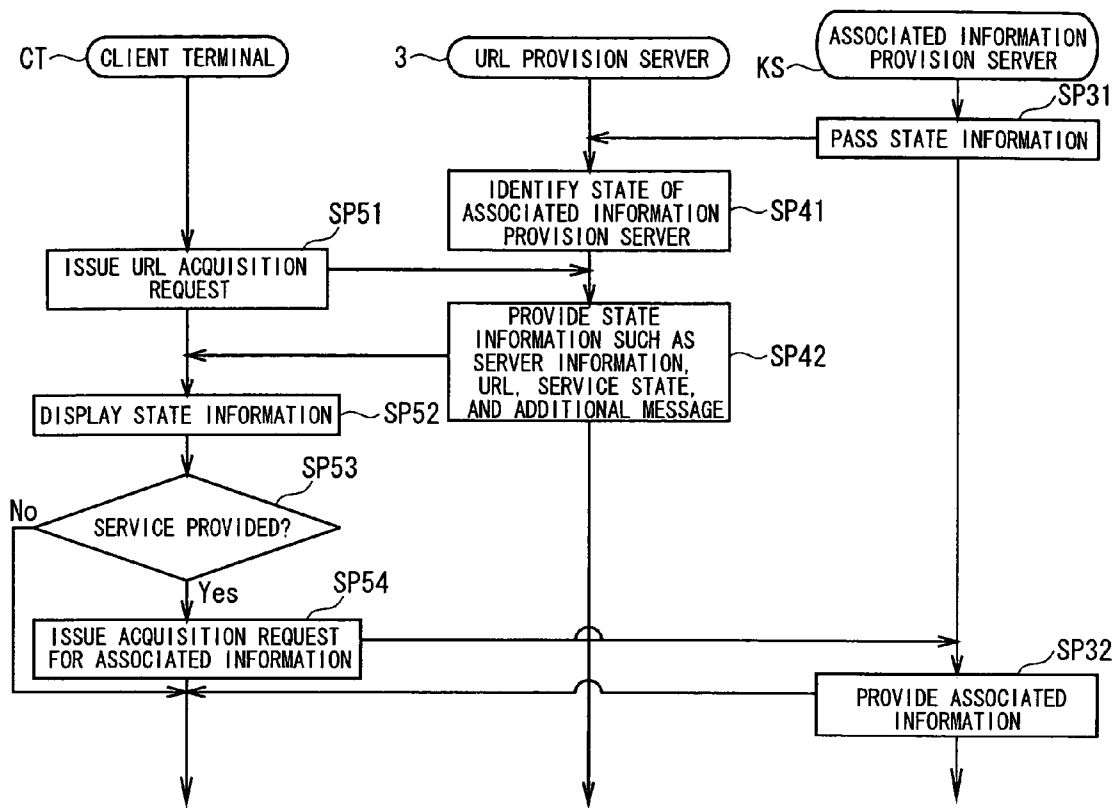 CT
CLIENT TERMINAL
3
URL PROVISION SERVER
ASSOCIATED INFORMATION
PROVISION SERVER
KS
SP31
PASS STATE INFORMATION
IDENTIFY STATE OF
ASSOCIATED INFORMATION
PROVISION SERVER
SP41
SP51
ISSUE URL ACQUISITION
REQUEST
PROVIDE STATE
INFORMATION SUCH AS
SERVER INFORMATION,
URL, SERVICE STATE,
AND ADDITIONAL MESSAGE
SP42
DISPLAY STATE INFORMATION
SP52
SP53
No
SERVICE PROVIDED?
Yes
SP54
ISSUE ACQUISITION REQUEST
FOR ASSOCIATED INFORMATION
SP32
PROVIDE ASSOCIATED
INFORMATION